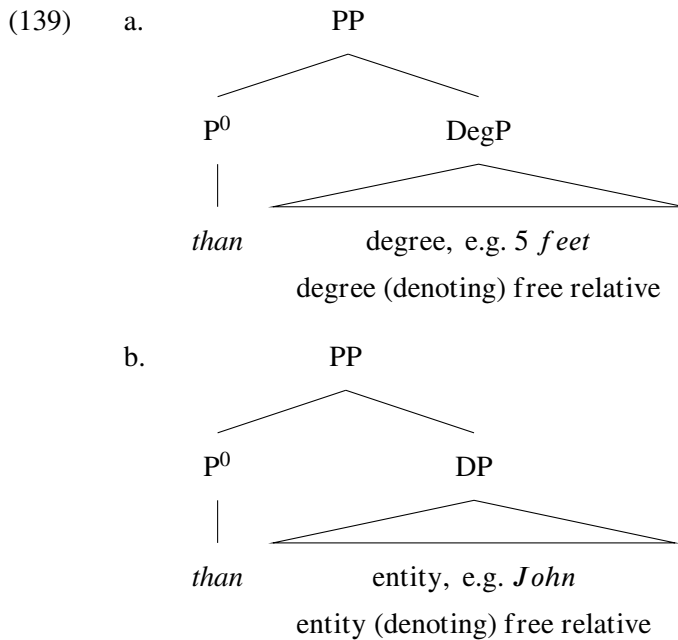 (139) a. PP
P⁰ DegP
than degree, e.g. 5 feet
degree (denoting) free relative
b. PP
P⁰ DP
than entity, e.g. John
entity (denoting) free relative